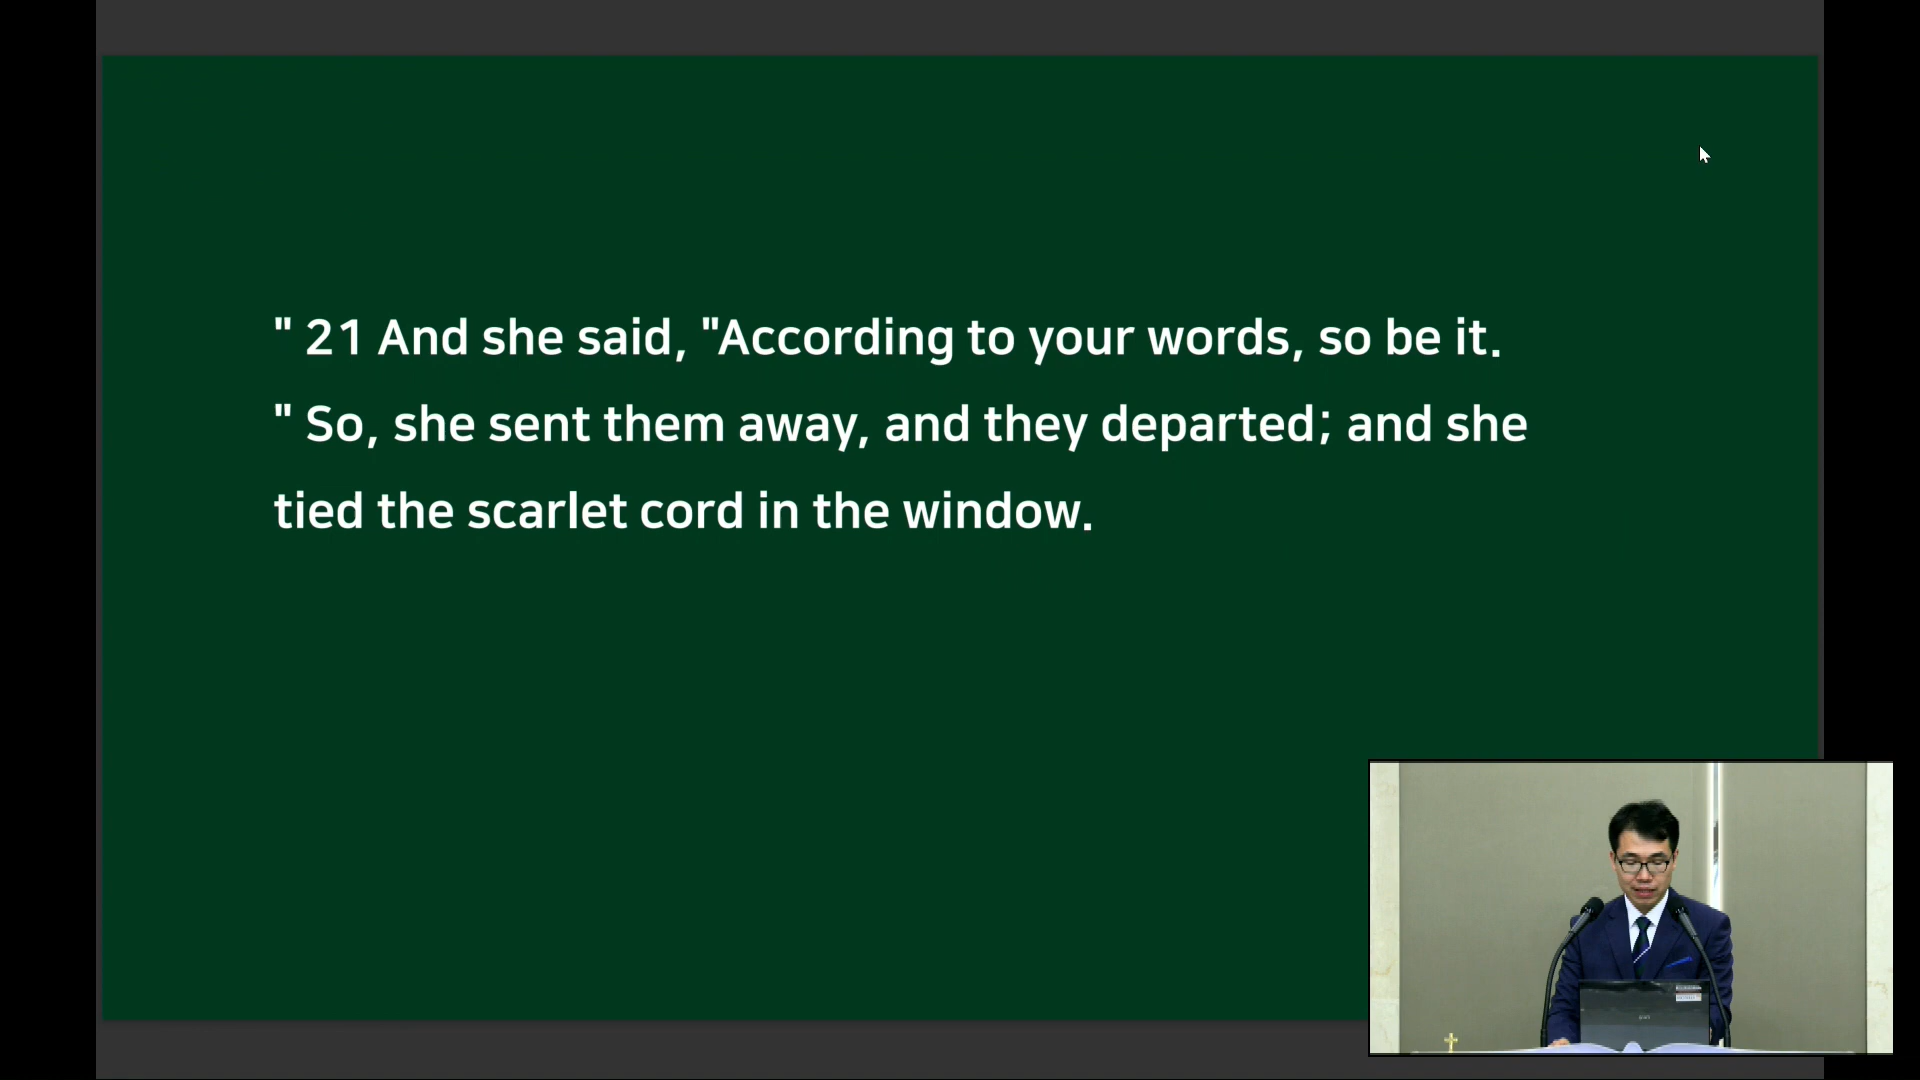 " 21 And she said, "According to your words, so be it.
" So, she sent them away, and they departed; and she
tied the scarlet cord in the window.